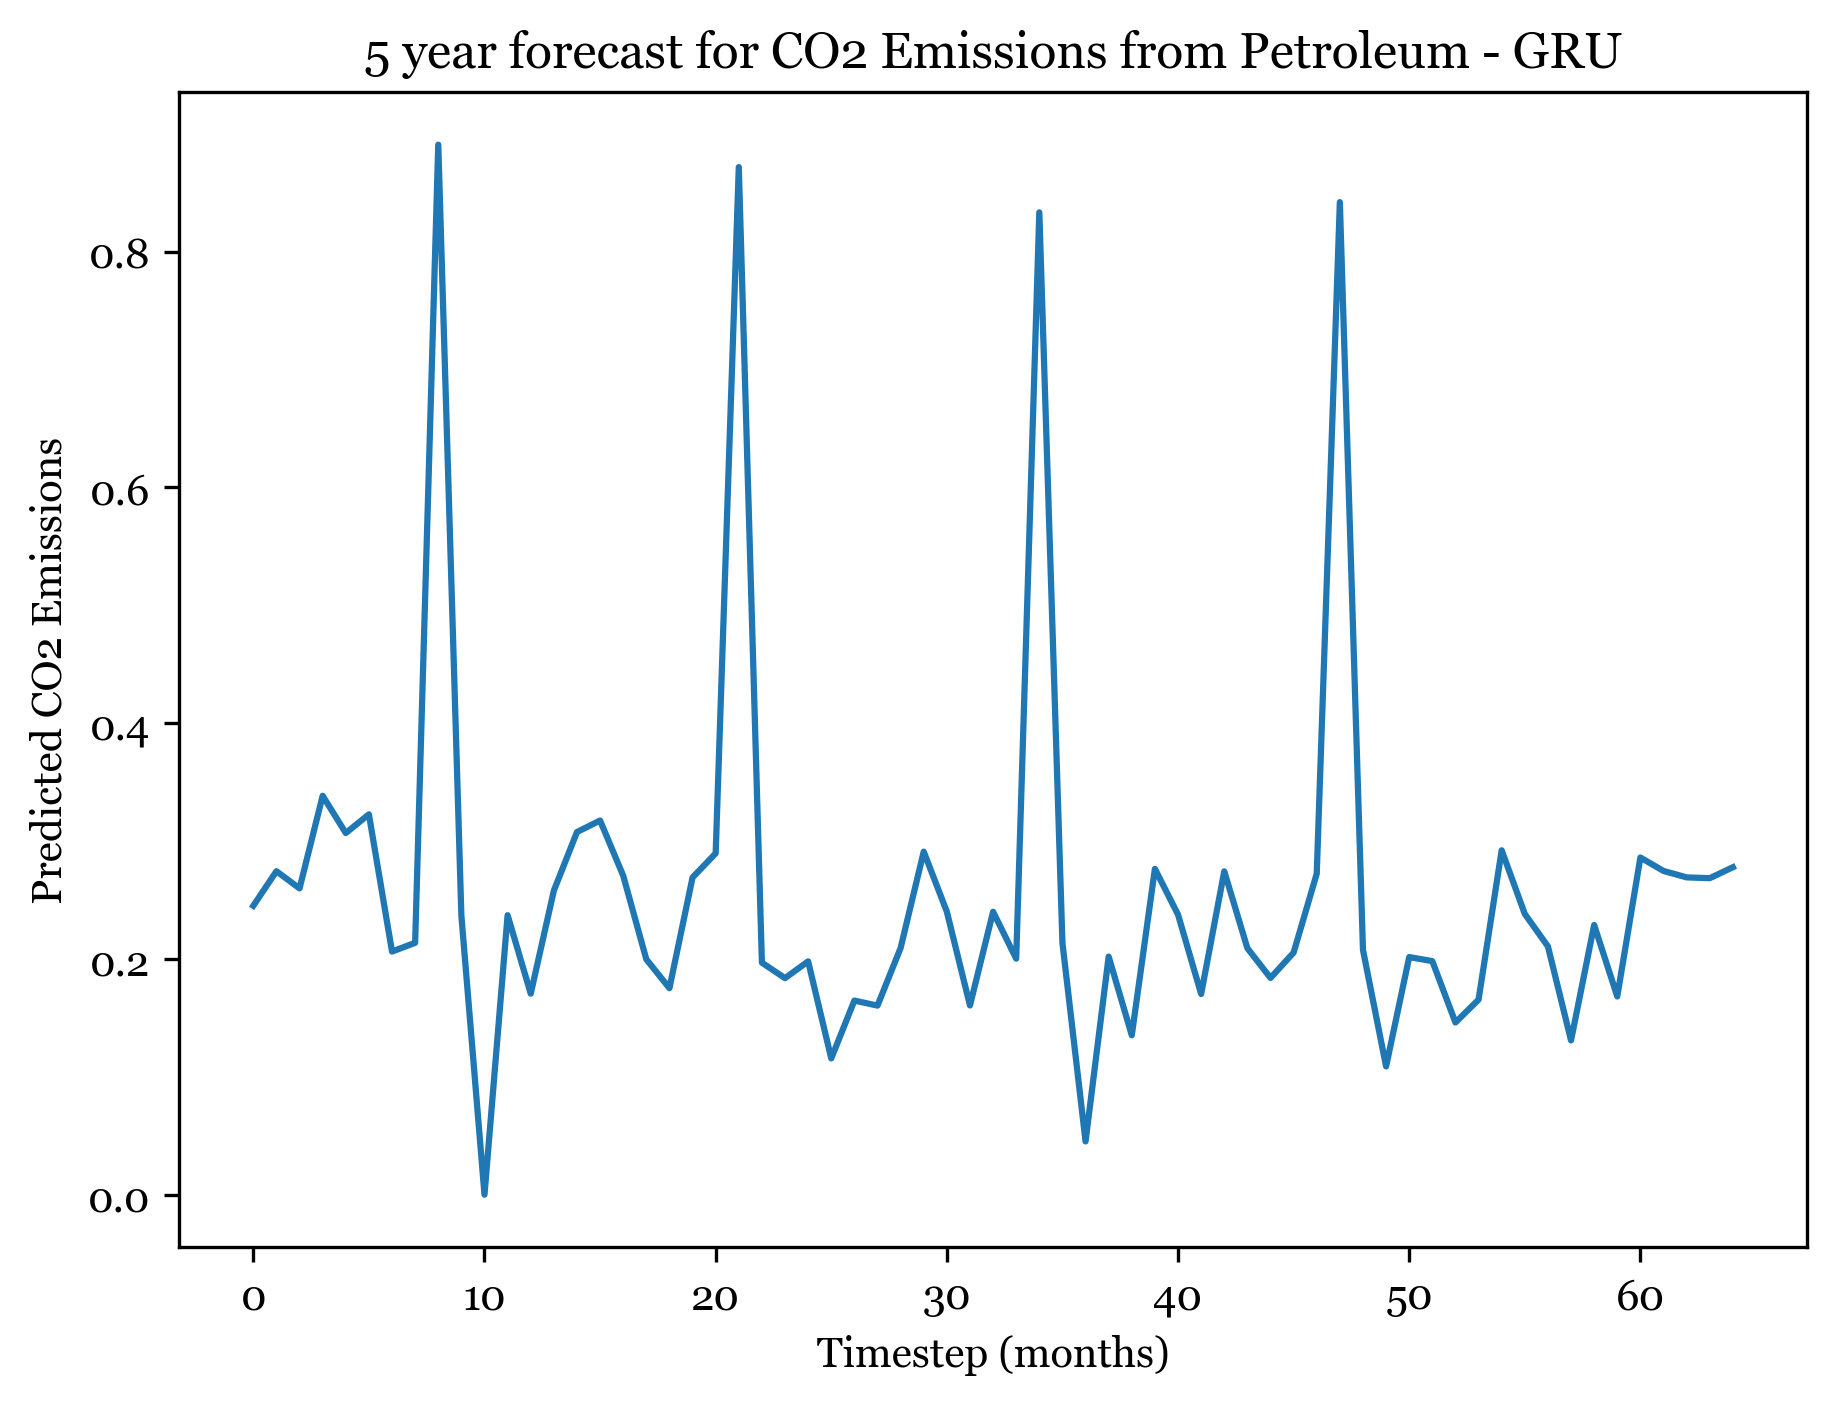 5 year forecast for CO2 Emissions from Petroleum - GRU
Predicted CO2 Emissions
0.8
0.6
0.4
0.2
0.0
0 10 20 30 40 50 60
Timestep (months)